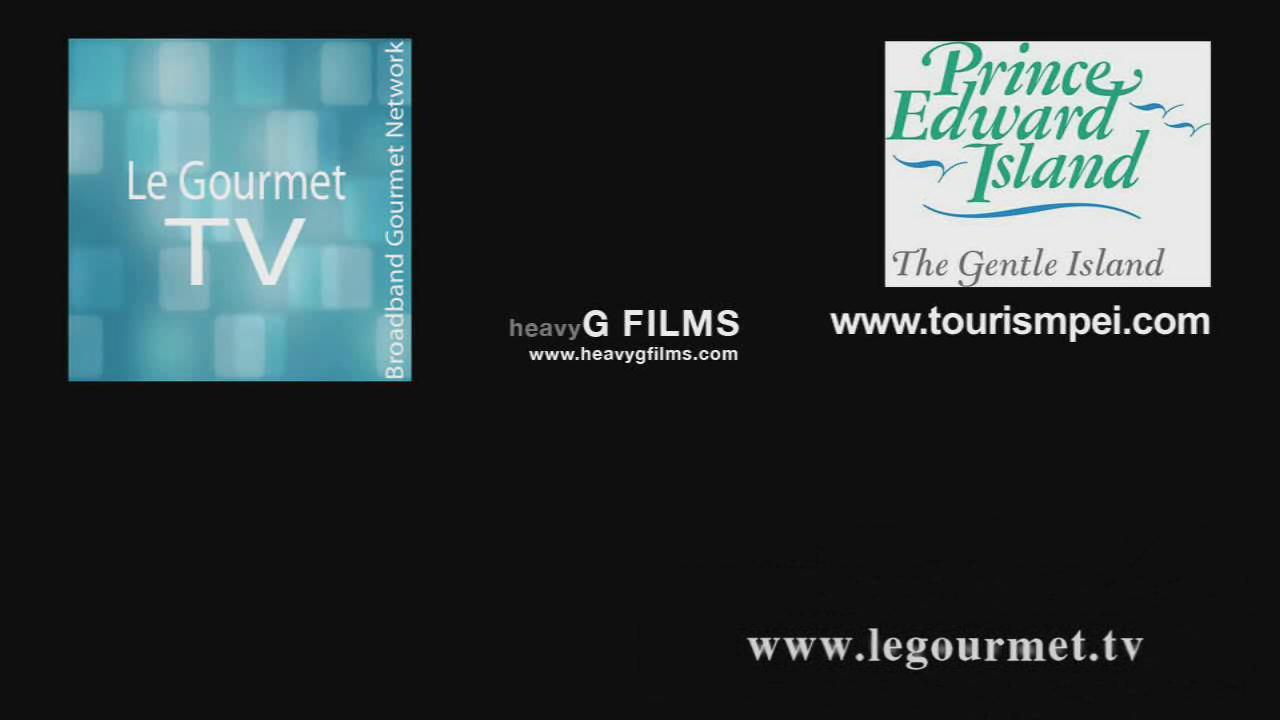 Le Gourmet
TV
Broadband Gourmet Network
heavyG FILMS
www.heavygfilms.com
Prince
Edward
Island
The Gentle Island
www.tourismpei.com
www.legourmet.tv